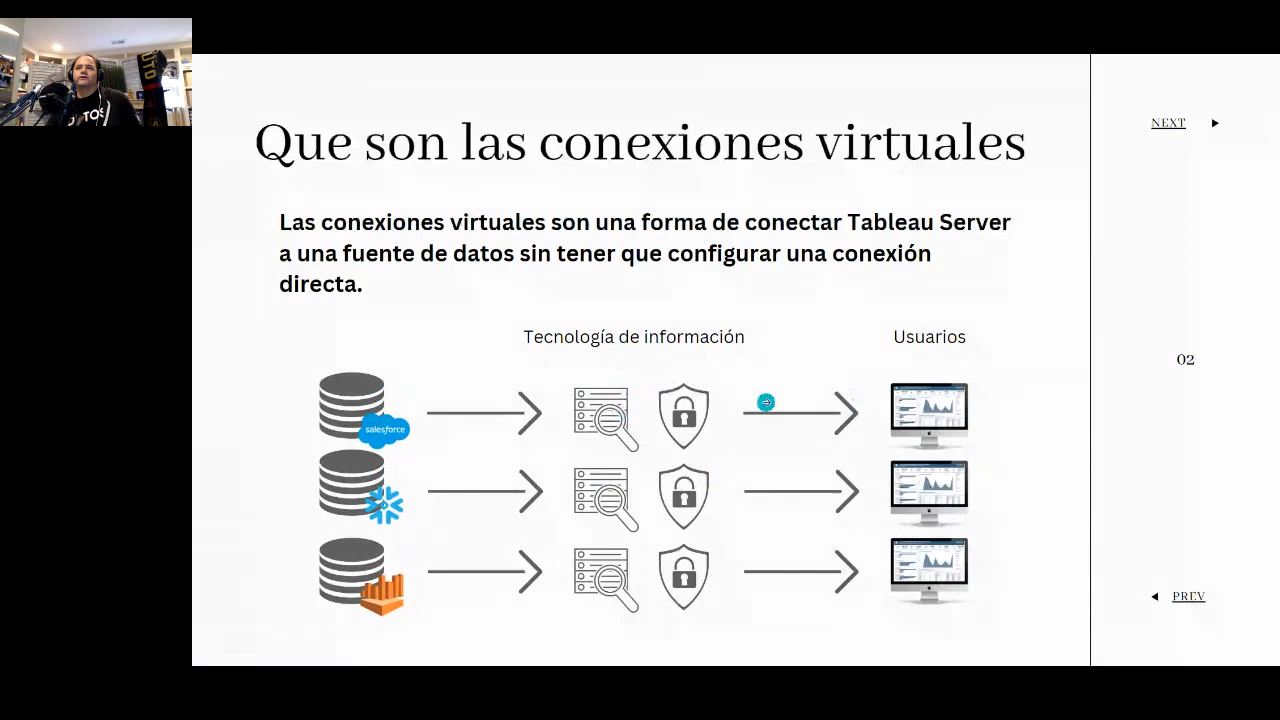 Que son las conexiones virtuales
NEXT
Las conexiones virtuales son una forma de conectar Tableau Server
a una fuente de datos sin tener que configurar una conexión
directa.
Tecnología de información
Usuarios
02
salesforce
PREV